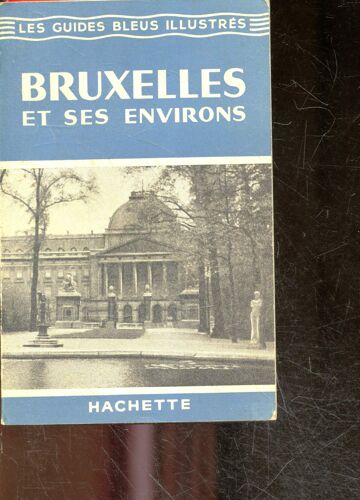 LES GUIDES BLEUS ILLUSTRÉS
BRUXELLES
ET SES ENVIRONS
HACHETTE